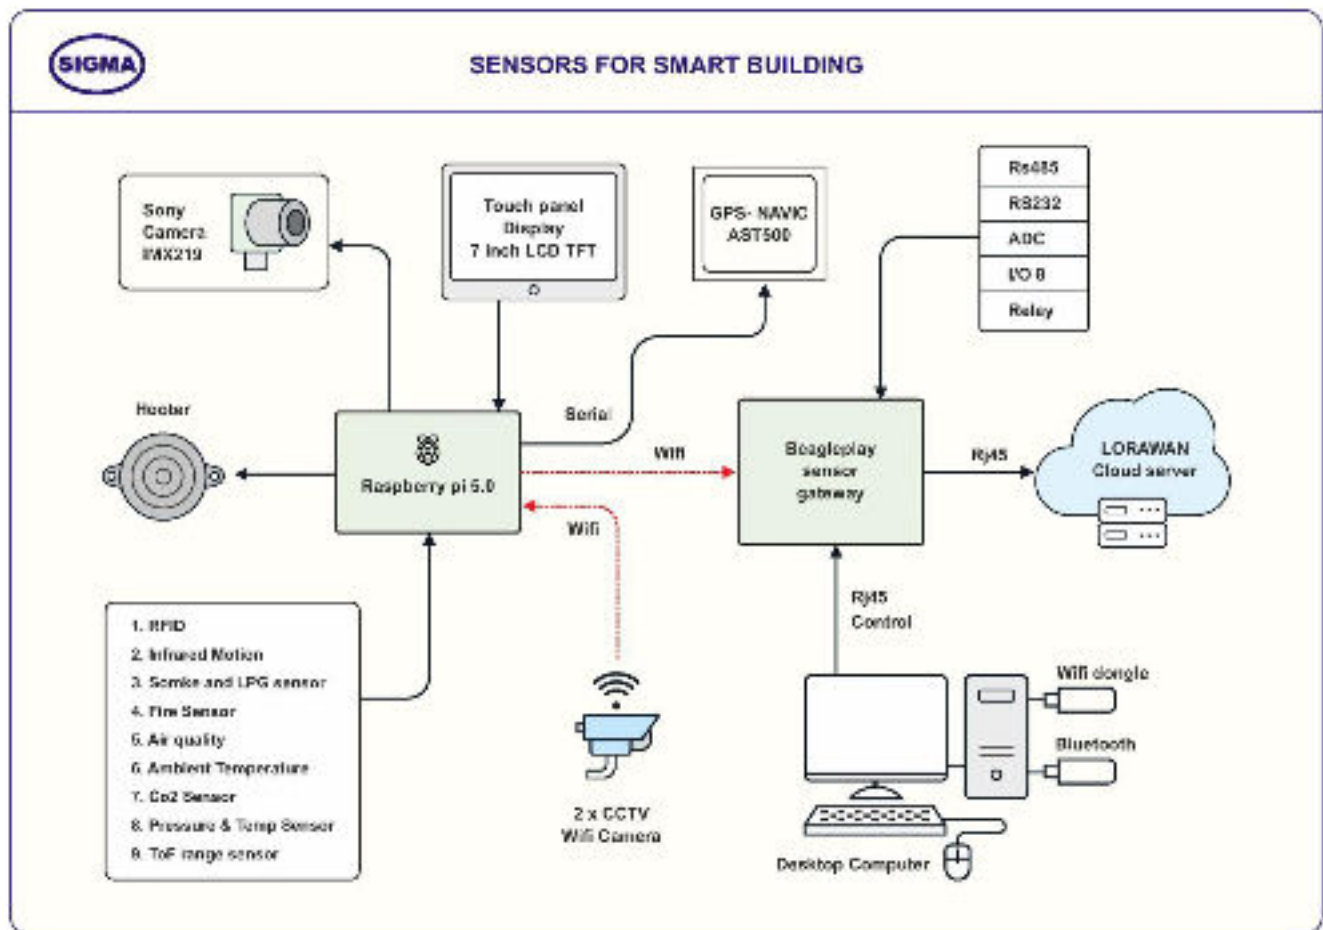 SIGMA
SENSORS FOR SMART BUILDING
Sony
Camera
IMX219
Touch panel
Display
7 inch LCD TFT
GPS- NAVIC
AST500
Rs485
RS232
ADC
I/O 8
Relay
Hooter
Serial
Raspberry pi 5.0
Wifi
Wifi
Beagleplay
sensor
gateway
Rj45
LORAWAN
Cloud server
Rj45
Control
1. RFID
2. Infrared Motion
3. Somke and LPG sensor
4. Fire Sensor
5. Air quality
6. Ambient Temperature
7. Co2 Sensor
8. Pressure & Temp Sensor
9. ToF range sensor
2 x CCTV
Wifi Camera
Wifi dongle
Bluetooth
Desktop Computer